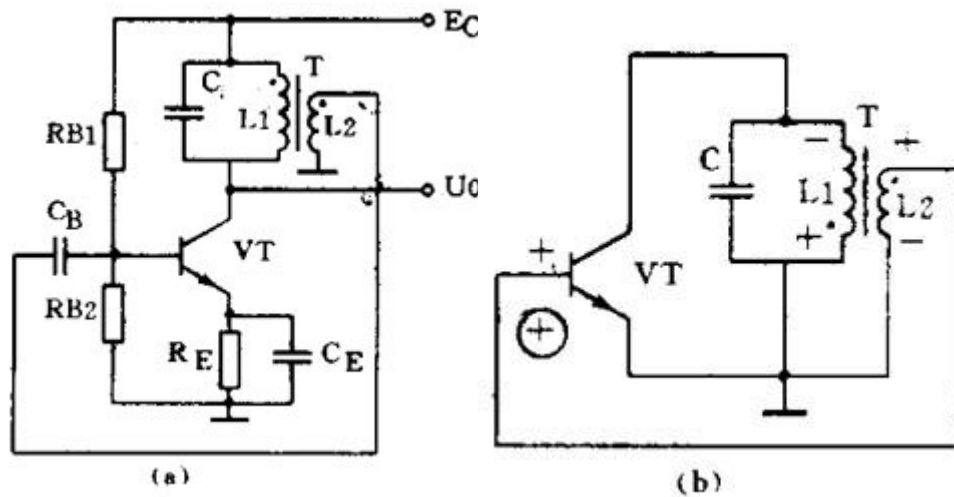 EC
C
T
L1
L2
RB1
U0
CB
VT
RB2
RE
CE
(a)
T
−
+
C
L1
L2
+
−
+
VT
+
(b)